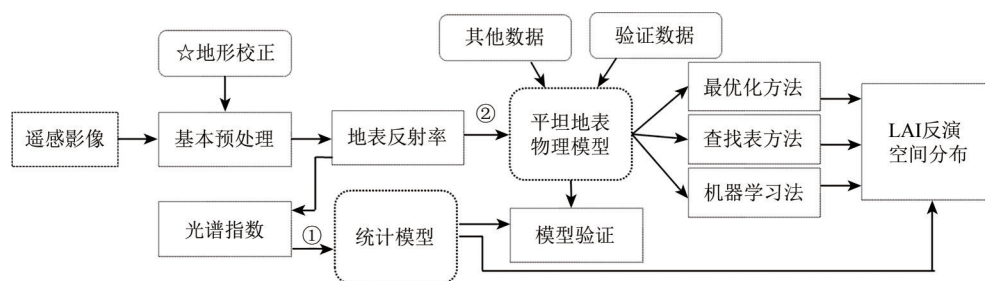 其他数据
验证数据
☆地形校正
最优化方法
遥感影像
基本预处理
地表反射率
②
平坦地表
物理模型
查找表方法
LAI反演
空间分布
机器学习法
光谱指数
①
统计模型
模型验证